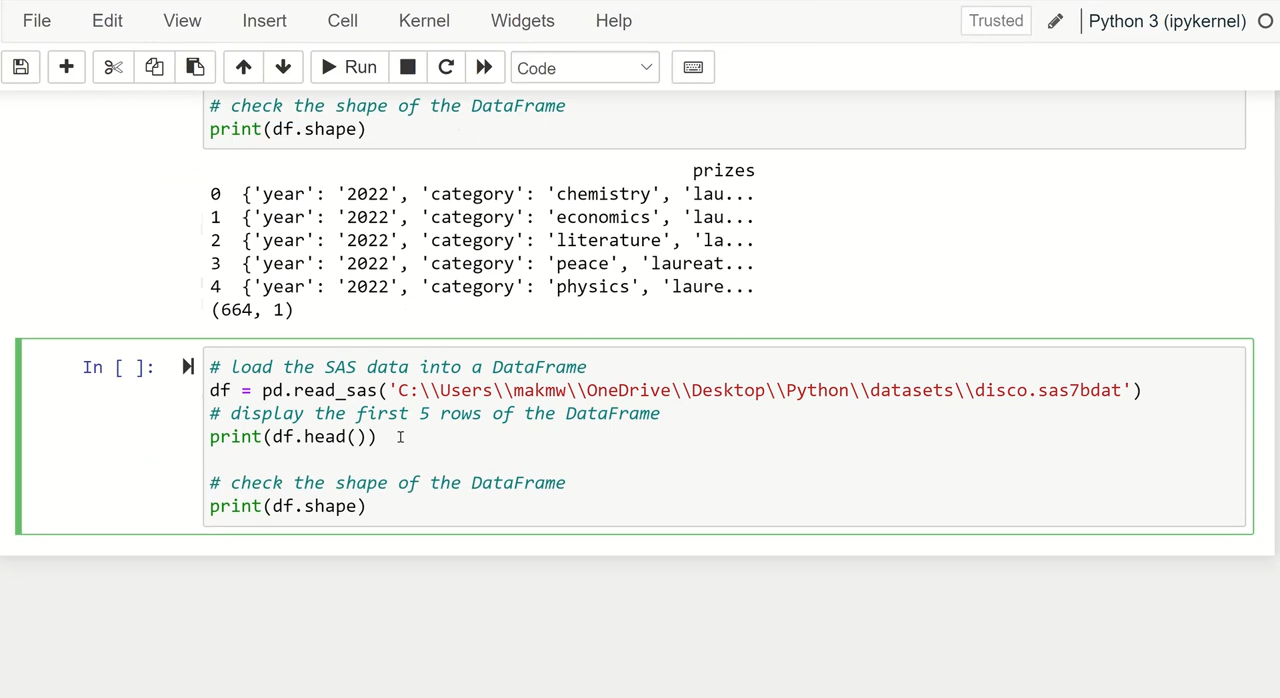 File Edit View Insert Cell Kernel Widgets Help Trusted Python 3 (ipykernel)
Run Code
# check the shape of the DataFrame
print(df.shape)
prizes
0 {'year': '2022', 'category': 'chemistry', 'lau...
1 {'year': '2022', 'category': 'economics', 'lau...
2 {'year': '2022', 'category': 'literature', 'la...
3 {'year': '2022', 'category': 'peace', 'laureat...
4 {'year': '2022', 'category': 'physics', 'laure...
(664, 1)
In [ ]: # load the SAS data into a DataFrame
df = pd.read_sas('C:\\Users\\makmw\\OneDrive\\Desktop\\Python\\datasets\\disco.sas7bdat')
# display the first 5 rows of the DataFrame
print(df.head())
# check the shape of the DataFrame
print(df.shape)